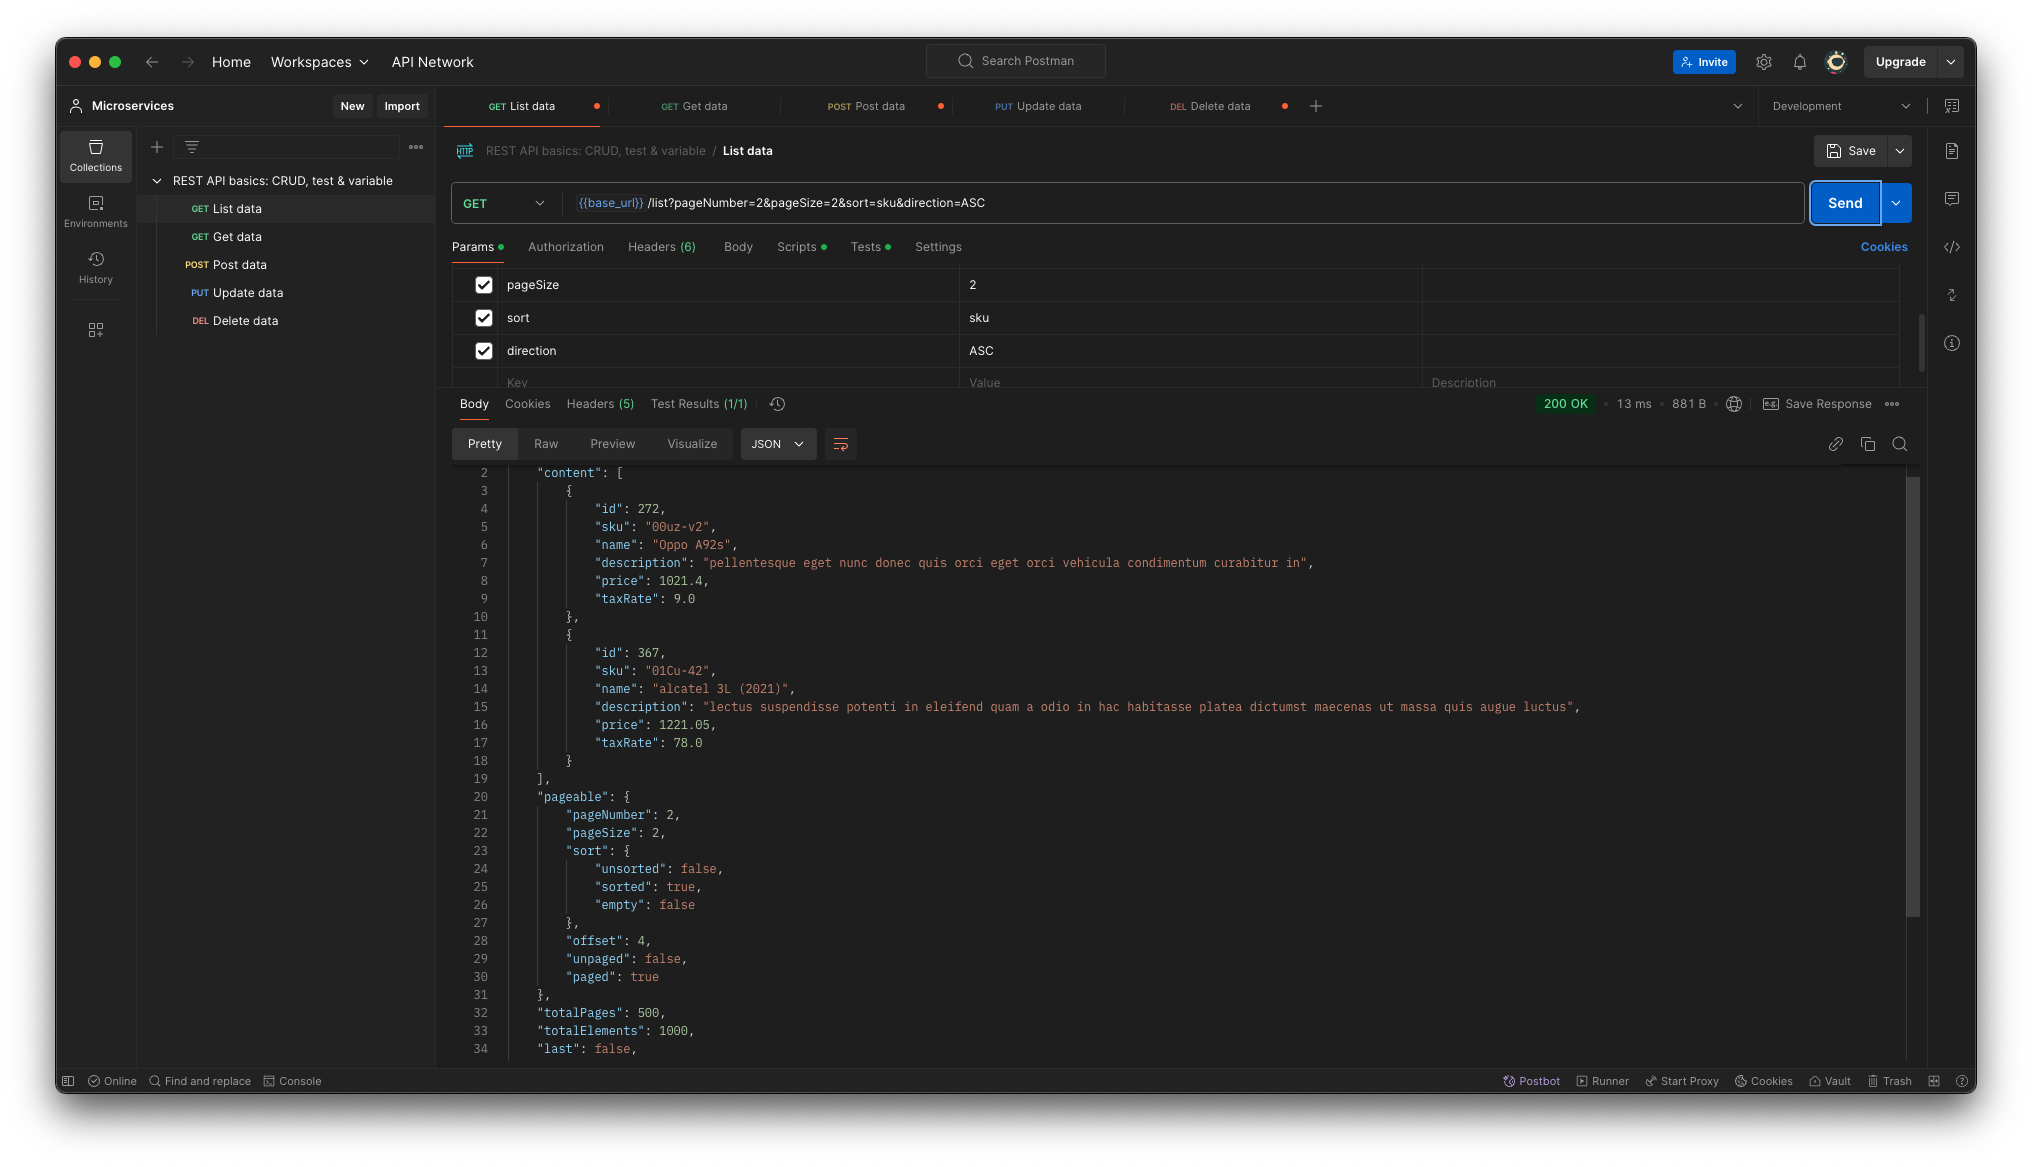 Home Workspaces API Network Search Postman Invite Upgrade
Microservices New Import
GET List data GET Get data POST Post data PUT Update data DEL Delete data Development
Collections
Environments
History
REST API basics: CRUD, test & variable
GET List data
GET Get data
POST Post data
PUT Update data
DEL Delete data
HTTP REST API basics: CRUD, test & variable / List data Save
GET {{base_url}} /list?pageNumber=2&pageSize=2&sort=sku&direction=ASC Send
Params Authorization Headers (6) Body Scripts Tests Settings Cookies
pageSize 2
sort sku
direction ASC
Key Value Description
Body Cookies Headers (5) Test Results (1/1) 200 OK 13 ms 881 B e.g. Save Response
Pretty Raw Preview Visualize JSON
2 "content": [
3 {
4 "id": 272,
5 "sku": "00uz-v2",
6 "name": "Oppo A92s",
7 "description": "pellentesque eget nunc donec quis orci eget orci vehicula condimentum curabitur in",
8 "price": 1021.4,
9 "taxRate": 9.0
10 },
11 {
12 "id": 367,
13 "sku": "01Cu-42",
14 "name": "alcatel 3L (2021)",
15 "description": "lectus suspendisse potenti in eleifend quam a odio in hac habitasse platea dictumst maecenas ut massa quis augue luctus",
16 "price": 1221.05,
17 "taxRate": 78.0
18 }
19 ],
20 "pageable": {
21 "pageNumber": 2,
22 "pageSize": 2,
23 "sort": {
24 "unsorted": false,
25 "sorted": true,
26 "empty": false
27 },
28 "offset": 4,
29 "unpaged": false,
30 "paged": true
31 },
32 "totalPages": 500,
33 "totalElements": 1000,
34 "last": false,
Online Find and replace Console Postbot Runner Start Proxy Cookies Vault Trash